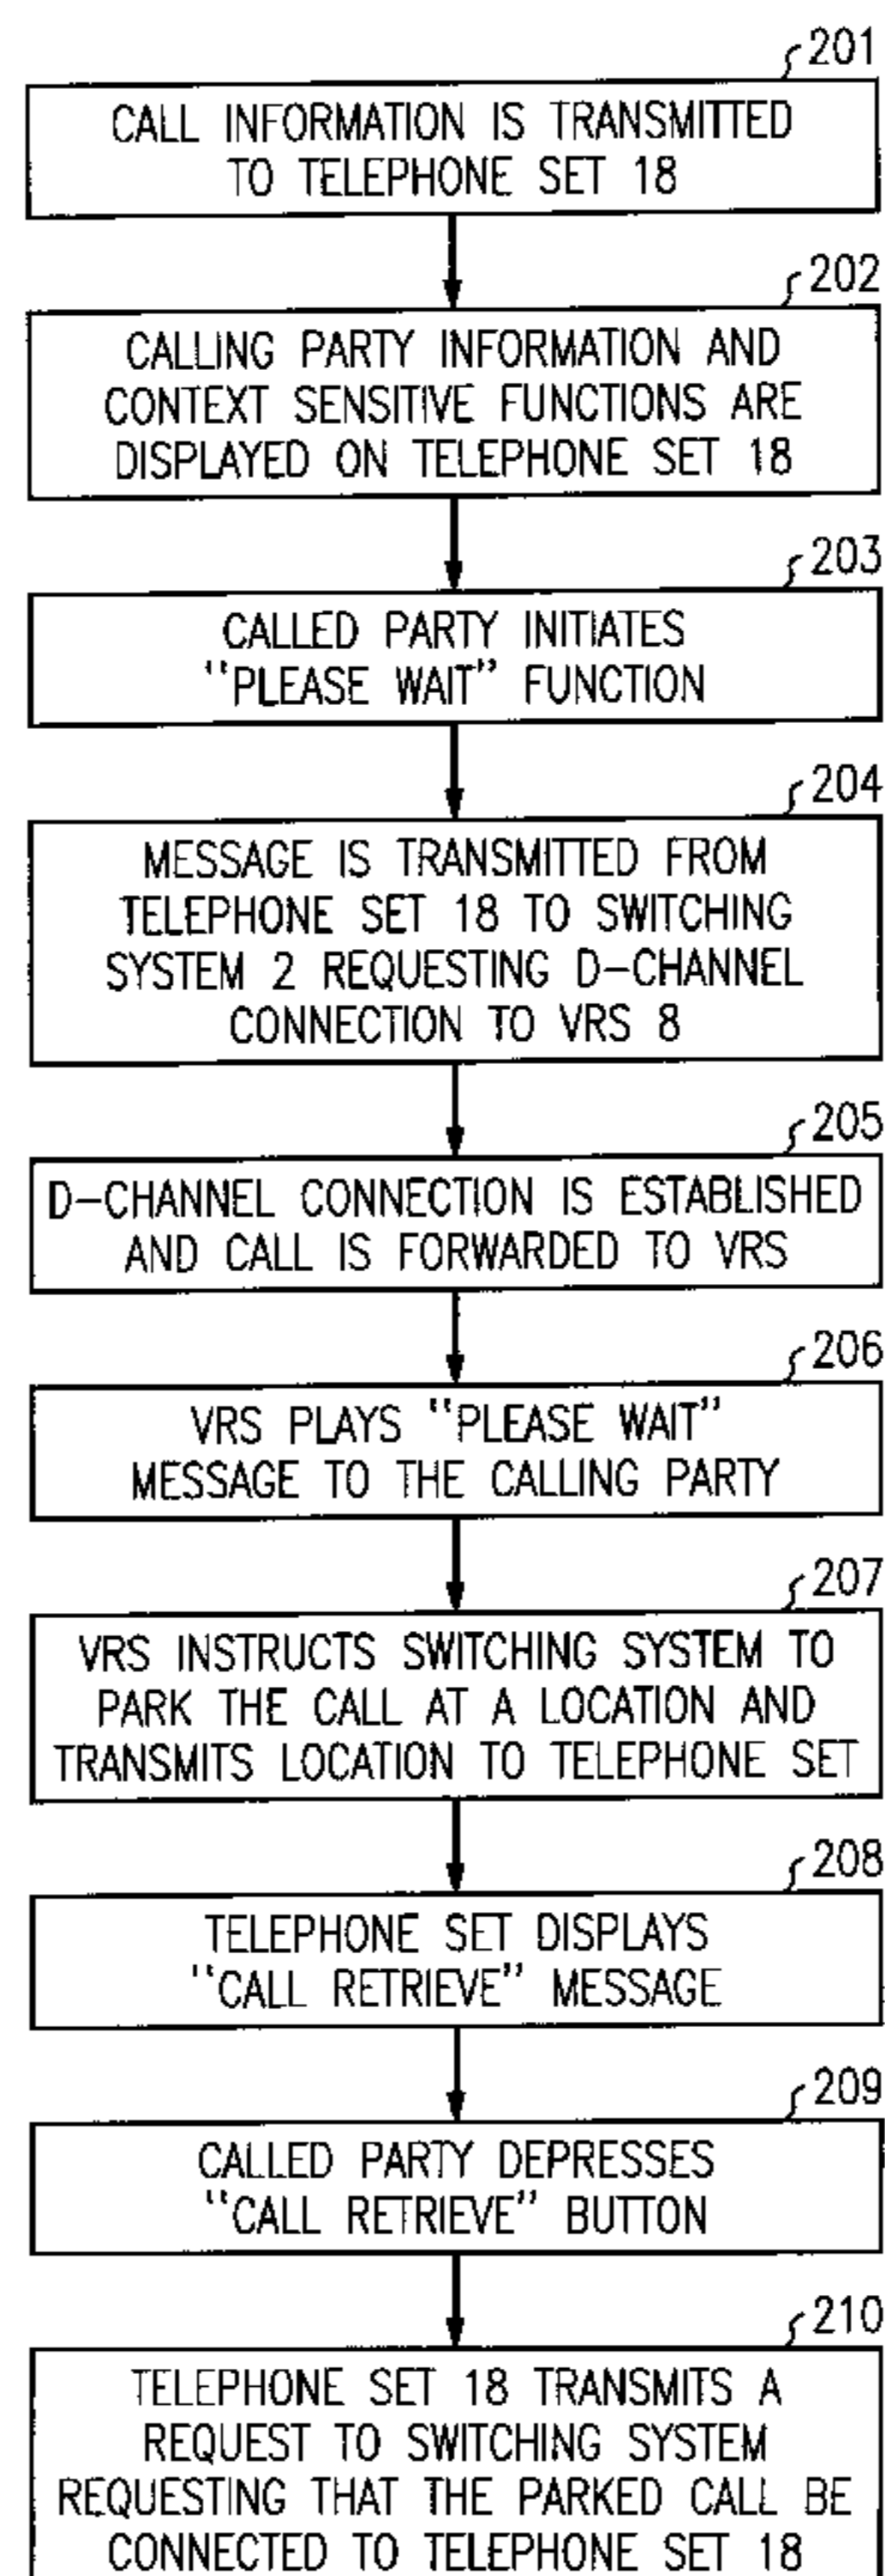 201
CALL INFORMATION IS TRANSMITTED
TO TELEPHONE SET 18
202
CALLING PARTY INFORMATION AND
CONTEXT SENSITIVE FUNCTIONS ARE
DISPLAYED ON TELEPHONE SET 18
203
CALLED PARTY INITIATES
"PLEASE WAIT" FUNCTION
204
MESSAGE IS TRANSMITTED FROM
TELEPHONE SET 18 TO SWITCHING
SYSTEM 2 REQUESTING D-CHANNEL
CONNECTION TO VRS 8
205
D-CHANNEL CONNECTION IS ESTABLISHED
AND CALL IS FORWARDED TO VRS
206
VRS PLAYS "PLEASE WAIT"
MESSAGE TO THE CALLING PARTY
207
VRS INSTRUCTS SWITCHING SYSTEM TO
PARK THE CALL AT A LOCATION AND
TRANSMITS LOCATION TO TELEPHONE SET
208
TELEPHONE SET DISPLAYS
"CALL RETRIEVE" MESSAGE
209
CALLED PARTY DEPRESSES
"CALL RETRIEVE" BUTTON
210
TELEPHONE SET 18 TRANSMITS A
REQUEST TO SWITCHING SYSTEM
REQUESTING THAT THE PARKED CALL BE
CONNECTED TO TELEPHONE SET 18